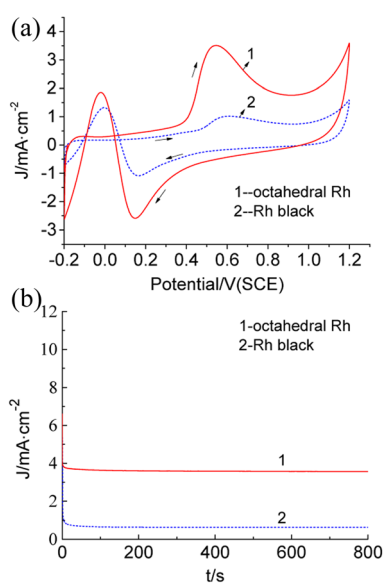 (a)
J/mA·cm-2
4
3
2
1
0
-1
-2
-3
1
2
1--octahedral Rh
2--Rh black
-0.2 0.0 0.2 0.4 0.6 0.8 1.0 1.2
Potential/V(SCE)
(b)
J/mA·cm-2
12
10
8
6
4
2
0
1-octahedral Rh
2-Rh black
1
2
0 200 400 600 800
t/s